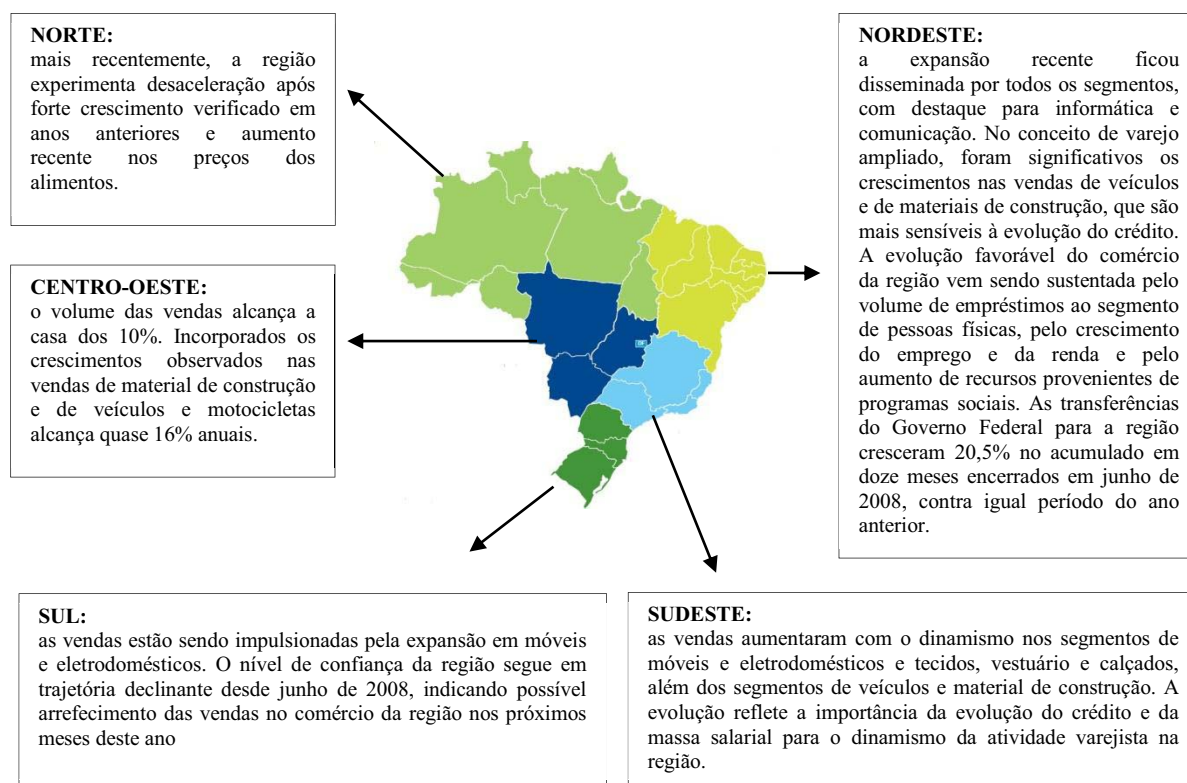 NORTE:
mais recentemente, a região
experimenta desaceleração após
forte crescimento verificado em
anos anteriores e aumento
recente nos preços dos
alimentos.
NORDESTE:
a expansão recente ficou
disseminada por todos os segmentos,
com destaque para informática e
comunicação. No conceito de varejo
ampliado, foram significativos os
crescimentos nas vendas de veículos
e de materiais de construção, que são
mais sensíveis à evolução do crédito.
A evolução favorável do comércio
da região vem sendo sustentada pelo
volume de empréstimos ao segmento
de pessoas físicas, pelo crescimento
do emprego e da renda e pelo
aumento de recursos provenientes de
programas sociais. As transferências
do Governo Federal para a região
cresceram 20,5% no acumulado em
doze meses encerrados em junho de
2008, contra igual período do ano
anterior.
CENTRO-OESTE:
o volume das vendas alcança a
casa dos 10%. Incorporados os
crescimentos observados nas
vendas de material de construção
e de veículos e motocicletas
alcança quase 16% anuais.
SUL:
as vendas estão sendo impulsionadas pela expansão em móveis
e eletrodomésticos. O nível de confiança da região segue em
trajetória declinante desde junho de 2008, indicando possível
arrefecimento das vendas no comércio da região nos próximos
meses deste ano
SUDESTE:
as vendas aumentaram com o dinamismo nos segmentos de
móveis e eletrodomésticos e tecidos, vestuário e calçados,
além dos segmentos de veículos e material de construção. A
evolução reflete a importância da evolução do crédito e da
massa salarial para o dinamismo da atividade varejista na
região.